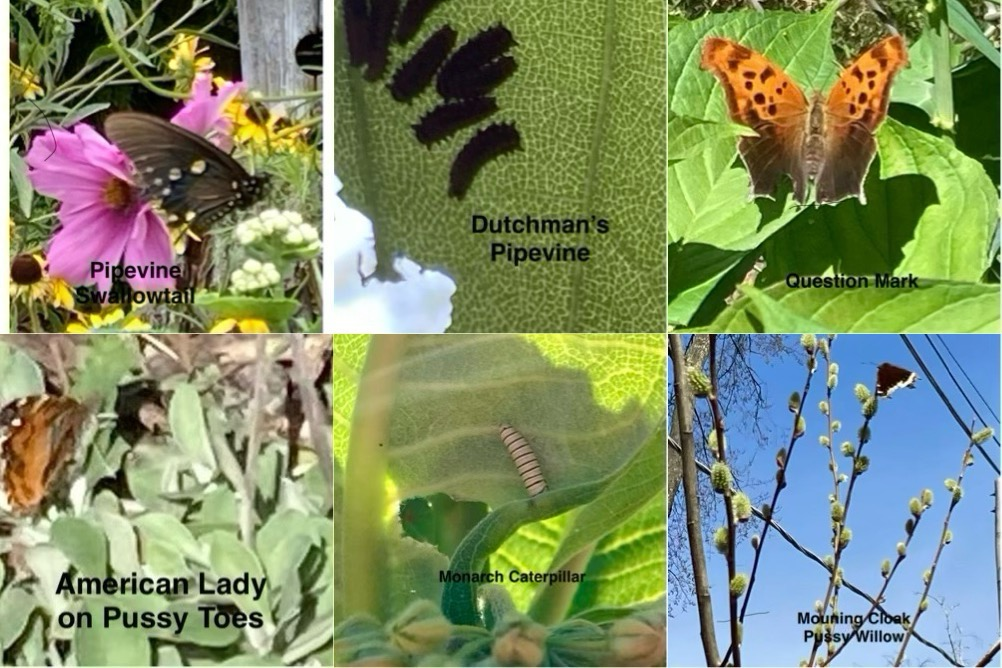 Pipevine
Swallowtail
Dutchman's
Pipevine
Question Mark
American Lady
on Pussy Toes
Monarch Caterpillar
Mouning Cloak
Pussy Willow